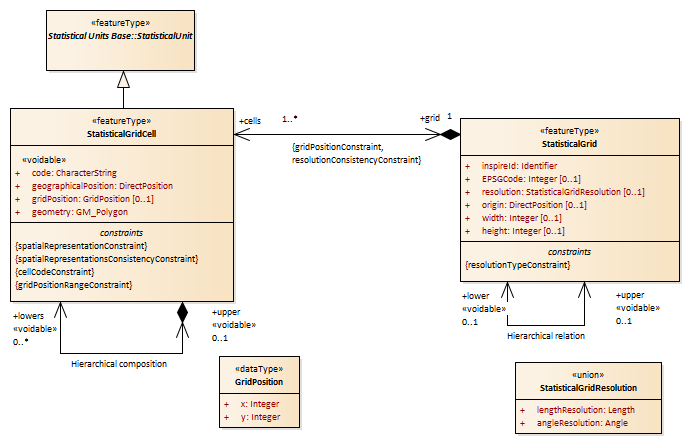 «featureType»
Statistical Units Base::StatisticalUnit
«featureType»
StatisticalGridCell
«voidable»
+ code: CharacterString
+ geographicalPosition: DirectPosition
+ gridPosition: GridPosition [0..1]
+ geometry: GM_Polygon
constraints
{spatialRepresentationConstraint}
{spatialRepresentationsConsistencyConstraint}
{cellCodeConstraint}
{gridPositionRangeConstraint}
+cells 1..* +grid 1
{gridPositionConstraint,
resolutionConsistencyConstraint}
«featureType»
StatisticalGrid
+ inspireId: Identifier
+ EPSGCode: Integer [0..1]
+ resolution: StatisticalGridResolution [0..1]
+ origin: DirectPosition [0..1]
+ width: Integer [0..1]
+ height: Integer [0..1]
constraints
{resolutionTypeConstraint}
+lowers
«voidable»
0..*
+upper
«voidable»
0..1
Hierarchical composition
+lower
«voidable»
0..1
+upper
«voidable»
0..1
Hierarchical relation
«dataType»
GridPosition
+ x: Integer
+ y: Integer
«union»
StatisticalGridResolution
+ lengthResolution: Length
+ angleResolution: Angle